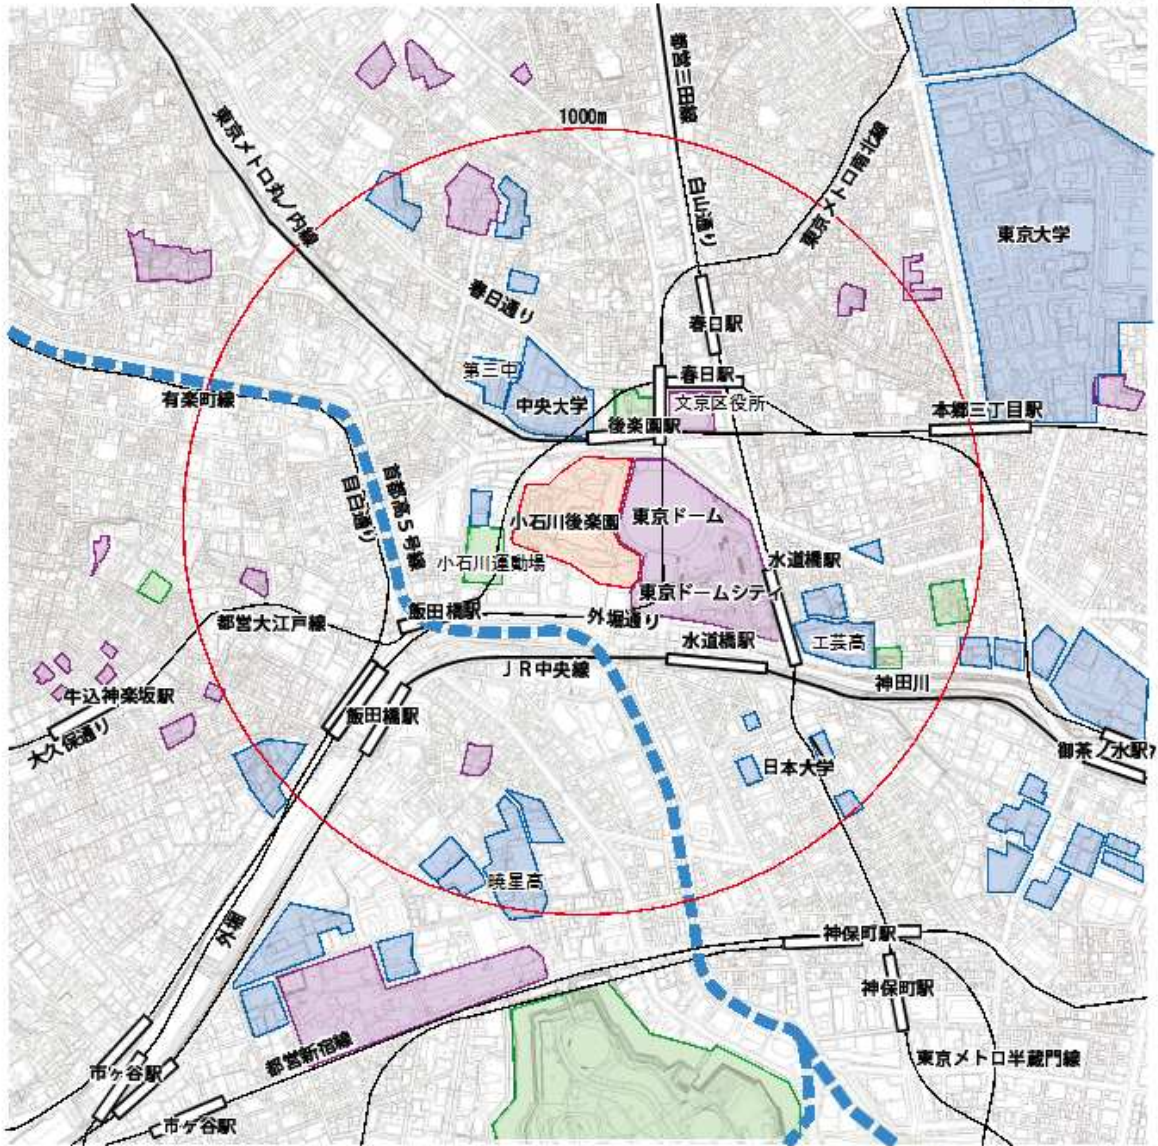 都営三田線
1000m
東京メトロ丸ノ内線
白山通り
東京メトロ南北線
東京大学
春日通り
春日駅
第三中
春日駅
有楽町線
中央大学
文京区役所
本郷三丁目駅
後楽園駅
目白通り
首都高5号線
小石川後楽園
東京ドーム
小石川運動場
水道橋駅
東京ドームシティ
飯田橋駅
外堀通り
都営大江戸線
水道橋駅
工芸高
JR中央線
神田川
牛込神楽坂駅
飯田橋駅
大久保通り
御茶ノ水駅
日本大学
暁星高
外堀
神保町駅
神保町駅
都営新宿線
東京メトロ半蔵門線
市ヶ谷駅
市ヶ谷駅